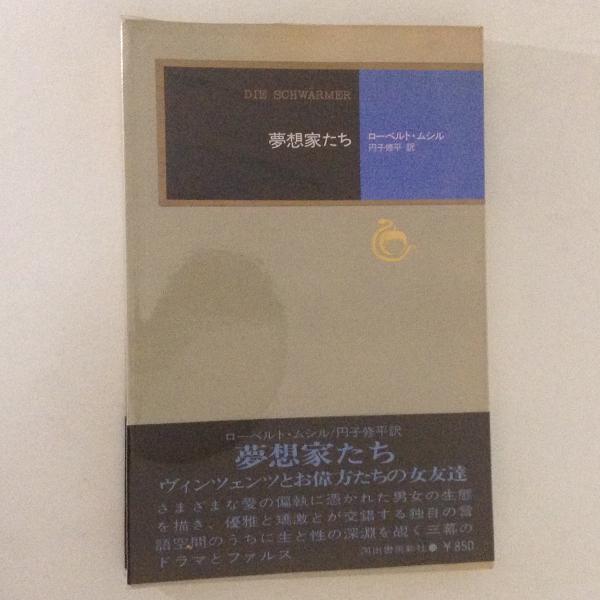 DIE SCHWÄRMER
夢想家たち
ローベルト・ムシル
円子修平 訳
ローベルト・ムシル/円子修平訳
夢想家たち
ヴィンツェンツとお偉方たちの女友達
さまざまな愛の偏執に憑かれた男女の生態
を描き、優雅と矯激とが交錯する独自の言
語空間のうちに生と性の深淵を覗く三幕の
ドラマとファルス
河出書房新社●¥850